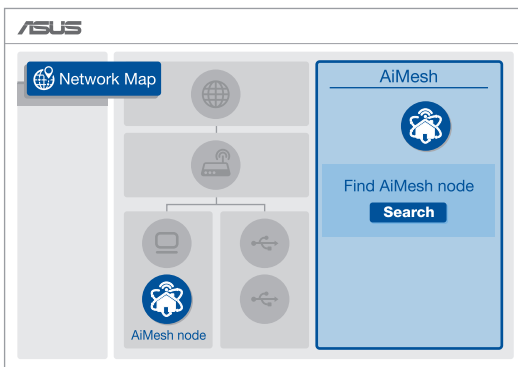 ASUS
Network Map
AiMesh
Find AiMesh node
Search
AiMesh node